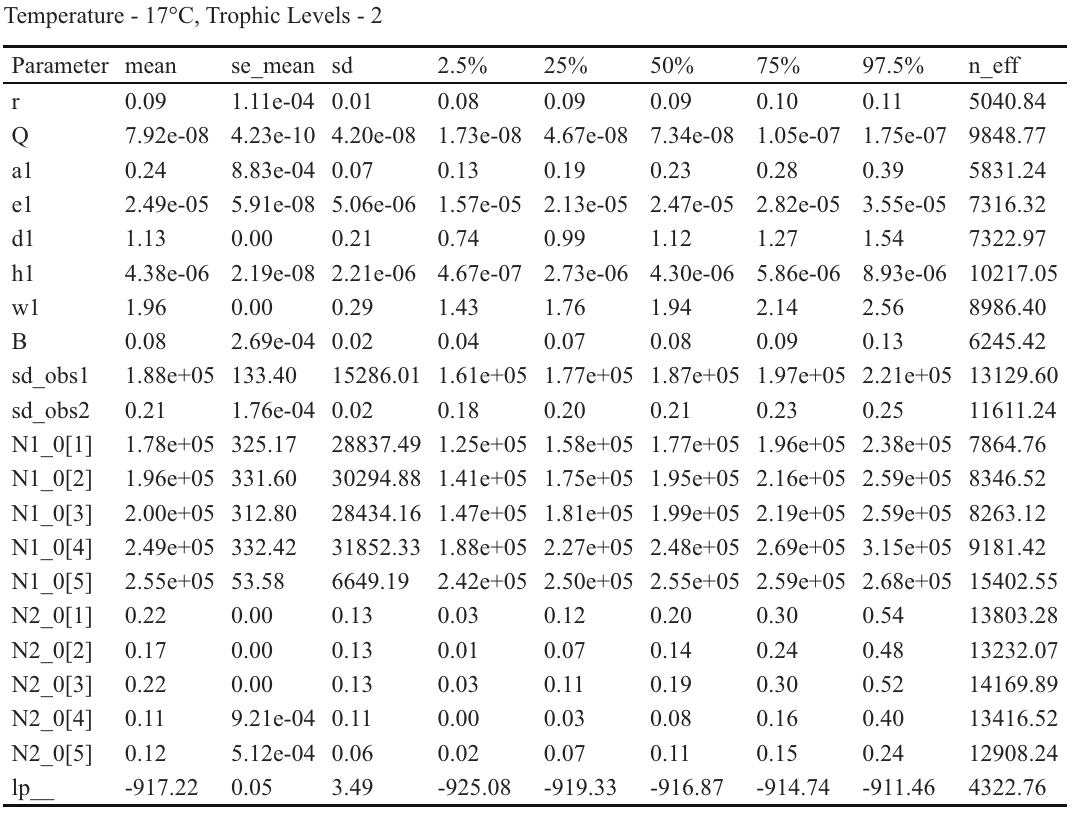 Temperature - 17°C, Trophic Levels - 2
Parameter mean se_mean sd 2.5% 25% 50% 75% 97.5% n_eff
r 0.09 1.11e-04 0.01 0.08 0.09 0.09 0.10 0.11 5040.84
Q 7.92e-08 4.23e-10 4.20e-08 1.73e-08 4.67e-08 7.34e-08 1.05e-07 1.75e-07 9848.77
a1 0.24 8.83e-04 0.07 0.13 0.19 0.23 0.28 0.39 5831.24
e1 2.49e-05 5.91e-08 5.06e-06 1.57e-05 2.13e-05 2.47e-05 2.82e-05 3.55e-05 7316.32
d1 1.13 0.00 0.21 0.74 0.99 1.12 1.27 1.54 7322.97
h1 4.38e-06 2.19e-08 2.21e-06 4.67e-07 2.73e-06 4.30e-06 5.86e-06 8.93e-06 10217.05
w1 1.96 0.00 0.29 1.43 1.76 1.94 2.14 2.56 8986.40
B 0.08 2.69e-04 0.02 0.04 0.07 0.08 0.09 0.13 6245.42
sd_obs1 1.88e+05 133.40 15286.01 1.61e+05 1.77e+05 1.87e+05 1.97e+05 2.21e+05 13129.60
sd_obs2 0.21 1.76e-04 0.02 0.18 0.20 0.21 0.23 0.25 11611.24
N1_0[1] 1.78e+05 325.17 28837.49 1.25e+05 1.58e+05 1.77e+05 1.96e+05 2.38e+05 7864.76
N1_0[2] 1.96e+05 331.60 30294.88 1.41e+05 1.75e+05 1.95e+05 2.16e+05 2.59e+05 8346.52
N1_0[3] 2.00e+05 312.80 28434.16 1.47e+05 1.81e+05 1.99e+05 2.19e+05 2.59e+05 8263.12
N1_0[4] 2.49e+05 332.42 31852.33 1.88e+05 2.27e+05 2.48e+05 2.69e+05 3.15e+05 9181.42
N1_0[5] 2.55e+05 53.58 6649.19 2.42e+05 2.50e+05 2.55e+05 2.59e+05 2.68e+05 15402.55
N2_0[1] 0.22 0.00 0.13 0.03 0.12 0.20 0.30 0.54 13803.28
N2_0[2] 0.17 0.00 0.13 0.01 0.07 0.14 0.24 0.48 13232.07
N2_0[3] 0.22 0.00 0.13 0.03 0.11 0.19 0.30 0.52 14169.89
N2_0[4] 0.11 9.21e-04 0.11 0.00 0.03 0.08 0.16 0.40 13416.52
N2_0[5] 0.12 5.12e-04 0.06 0.02 0.07 0.11 0.15 0.24 12908.24
lp__ -917.22 0.05 3.49 -925.08 -919.33 -916.87 -914.74 -911.46 4322.76